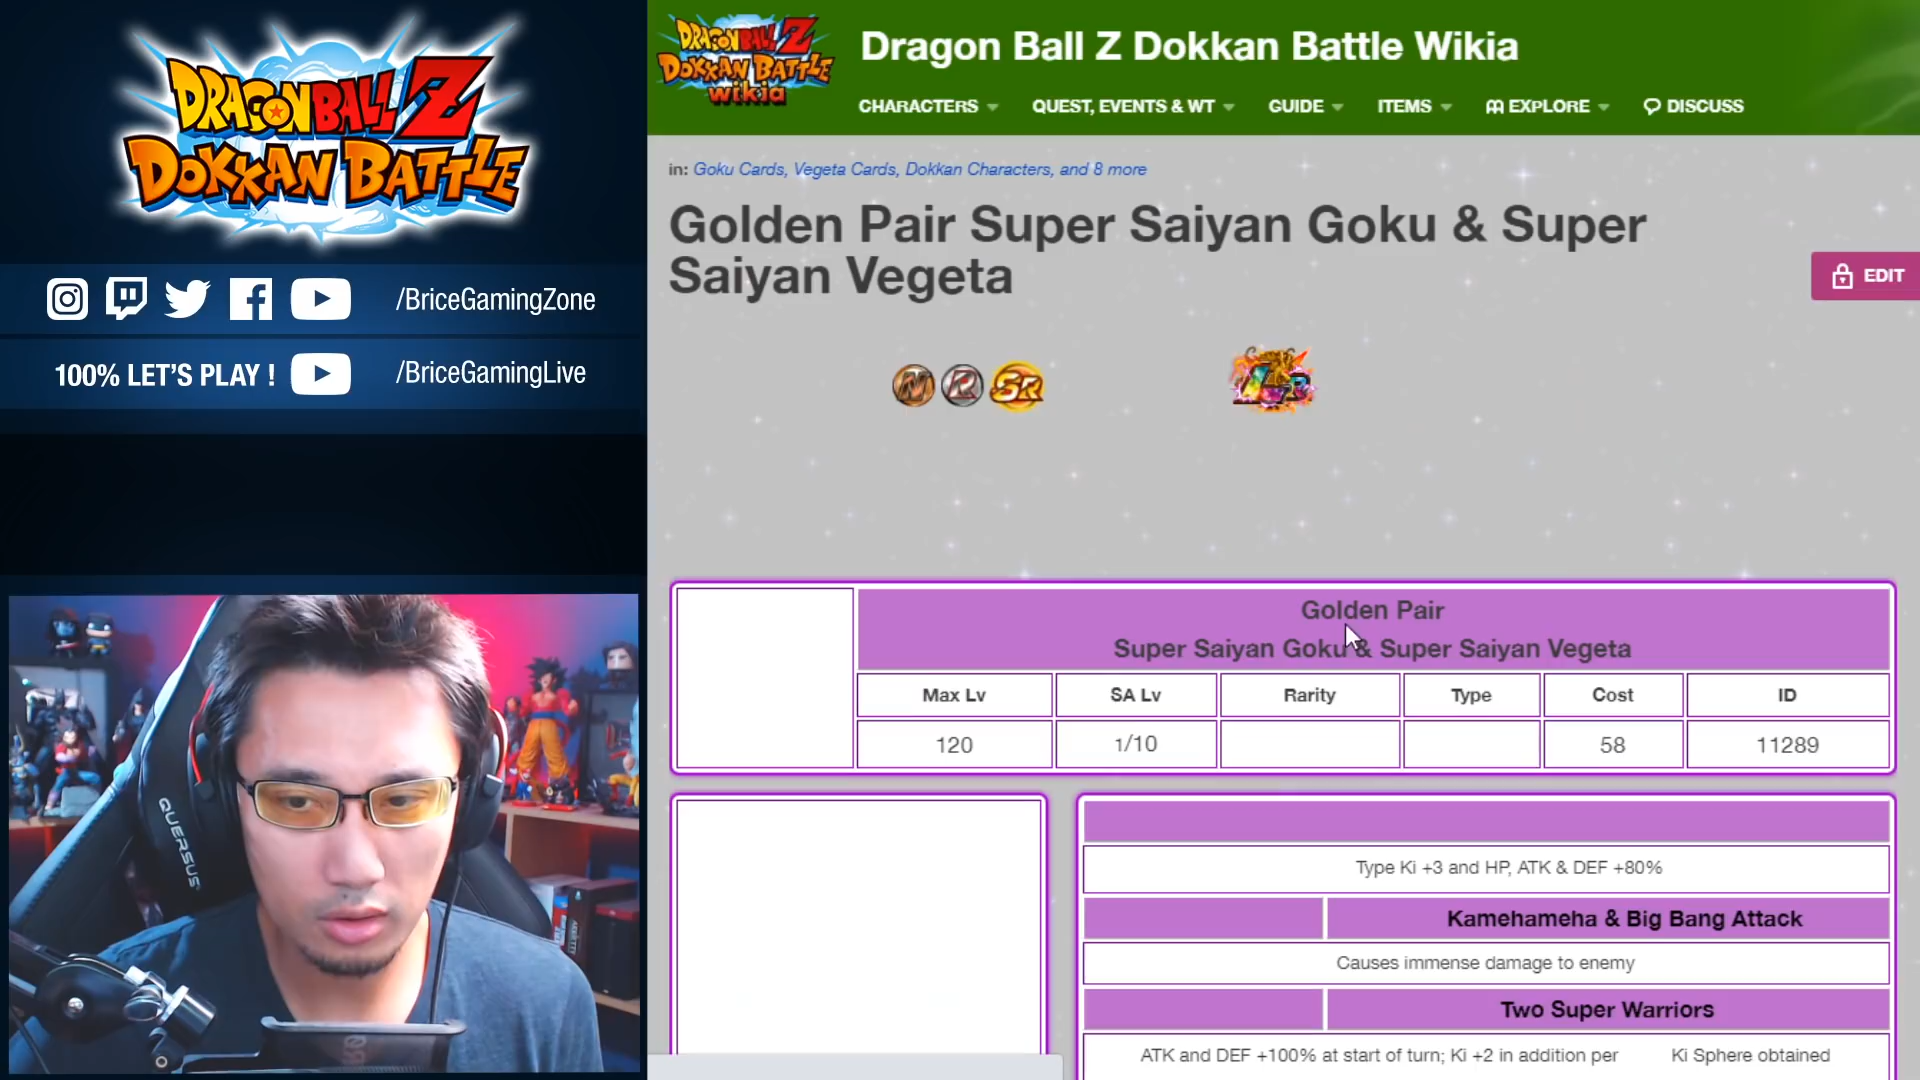 DRAGON BALL Z
DOKKAN BATTLE
/BriceGamingZone
100% LET'S PLAY !
/BriceGamingLive
QUERSUS
DRAGON BALL Z
DOKKAN BATTLE
wikia
Dragon Ball Z Dokkan Battle Wikia
CHARACTERS
QUEST, EVENTS & WT
GUIDE
ITEMS
EXPLORE
DISCUSS
in: Goku Cards, Vegeta Cards, Dokkan Characters, and 8 more
Golden Pair Super Saiyan Goku & Super
Saiyan Vegeta
EDIT
N R SR
Golden Pair
Super Saiyan Goku & Super Saiyan Vegeta
Max Lv SA Lv Rarity Type Cost ID
120 1/10 58 11289
Type Ki +3 and HP, ATK & DEF +80%
Kamehameha & Big Bang Attack
Causes immense damage to enemy
Two Super Warriors
ATK and DEF +100% at start of turn; Ki +2 in addition per Ki Sphere obtained